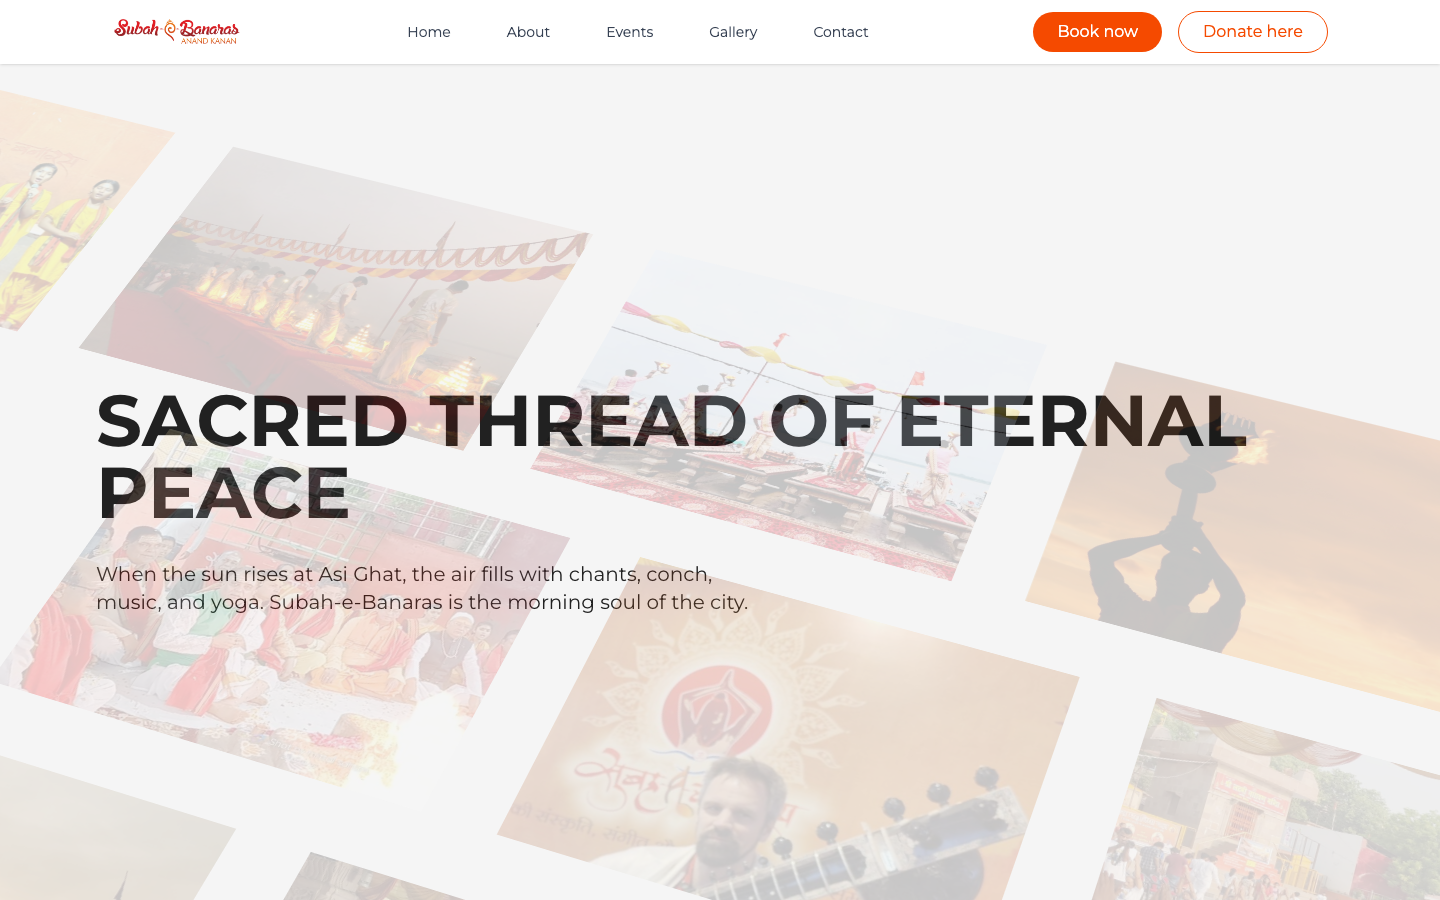 Subah e Banaras
ANAND KANAN
Home
About
Events
Gallery
Contact
Book now
Donate here
SACRED THREAD OF ETERNAL
PEACE
When the sun rises at Asi Ghat, the air fills with chants, conch,
music, and yoga. Subah-e-Banaras is the morning soul of the city.